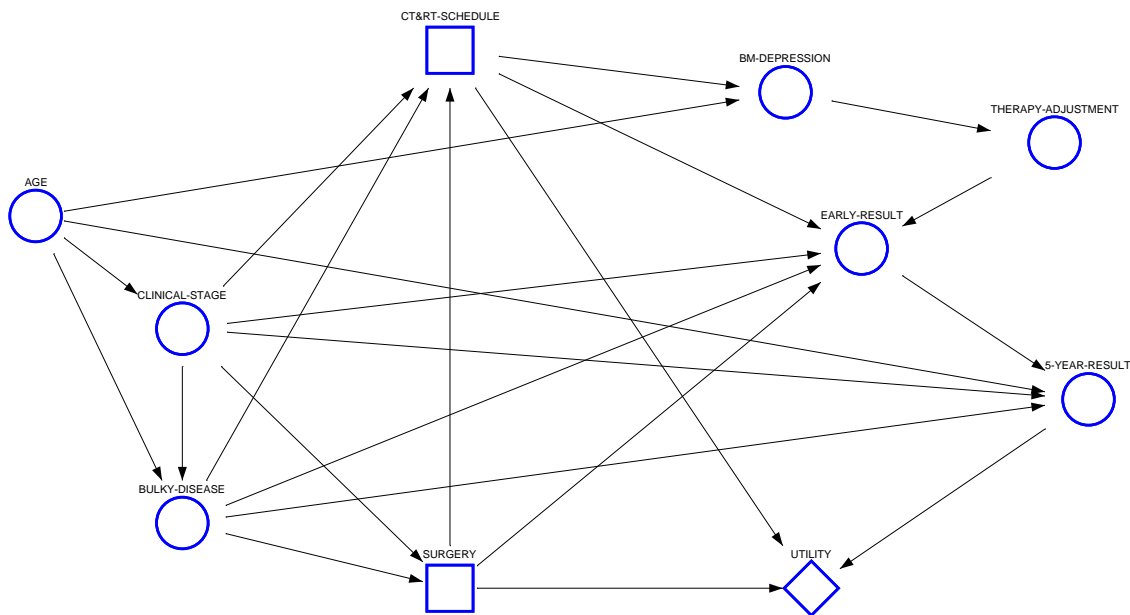 CT&RT-SCHEDULE
BM-DEPRESSION
THERAPY-ADJUSTMENT
AGE
EARLY-RESULT
CLINICAL-STAGE
5-YEAR-RESULT
BULKY-DISEASE
SURGERY
UTILITY